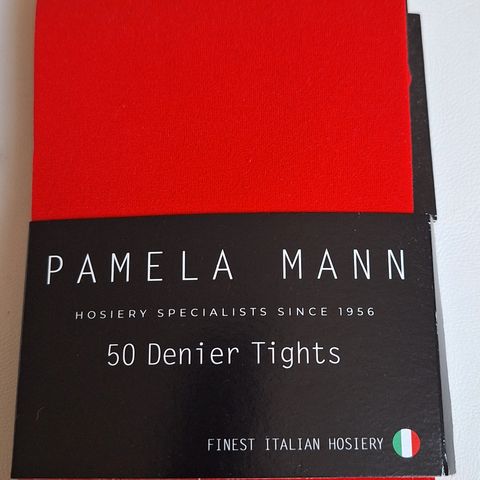 PAMELA MANN
HOSIERY SPECIALISTS SINCE 1956
50 Denier Tights
FINEST ITALIAN HOSIERY